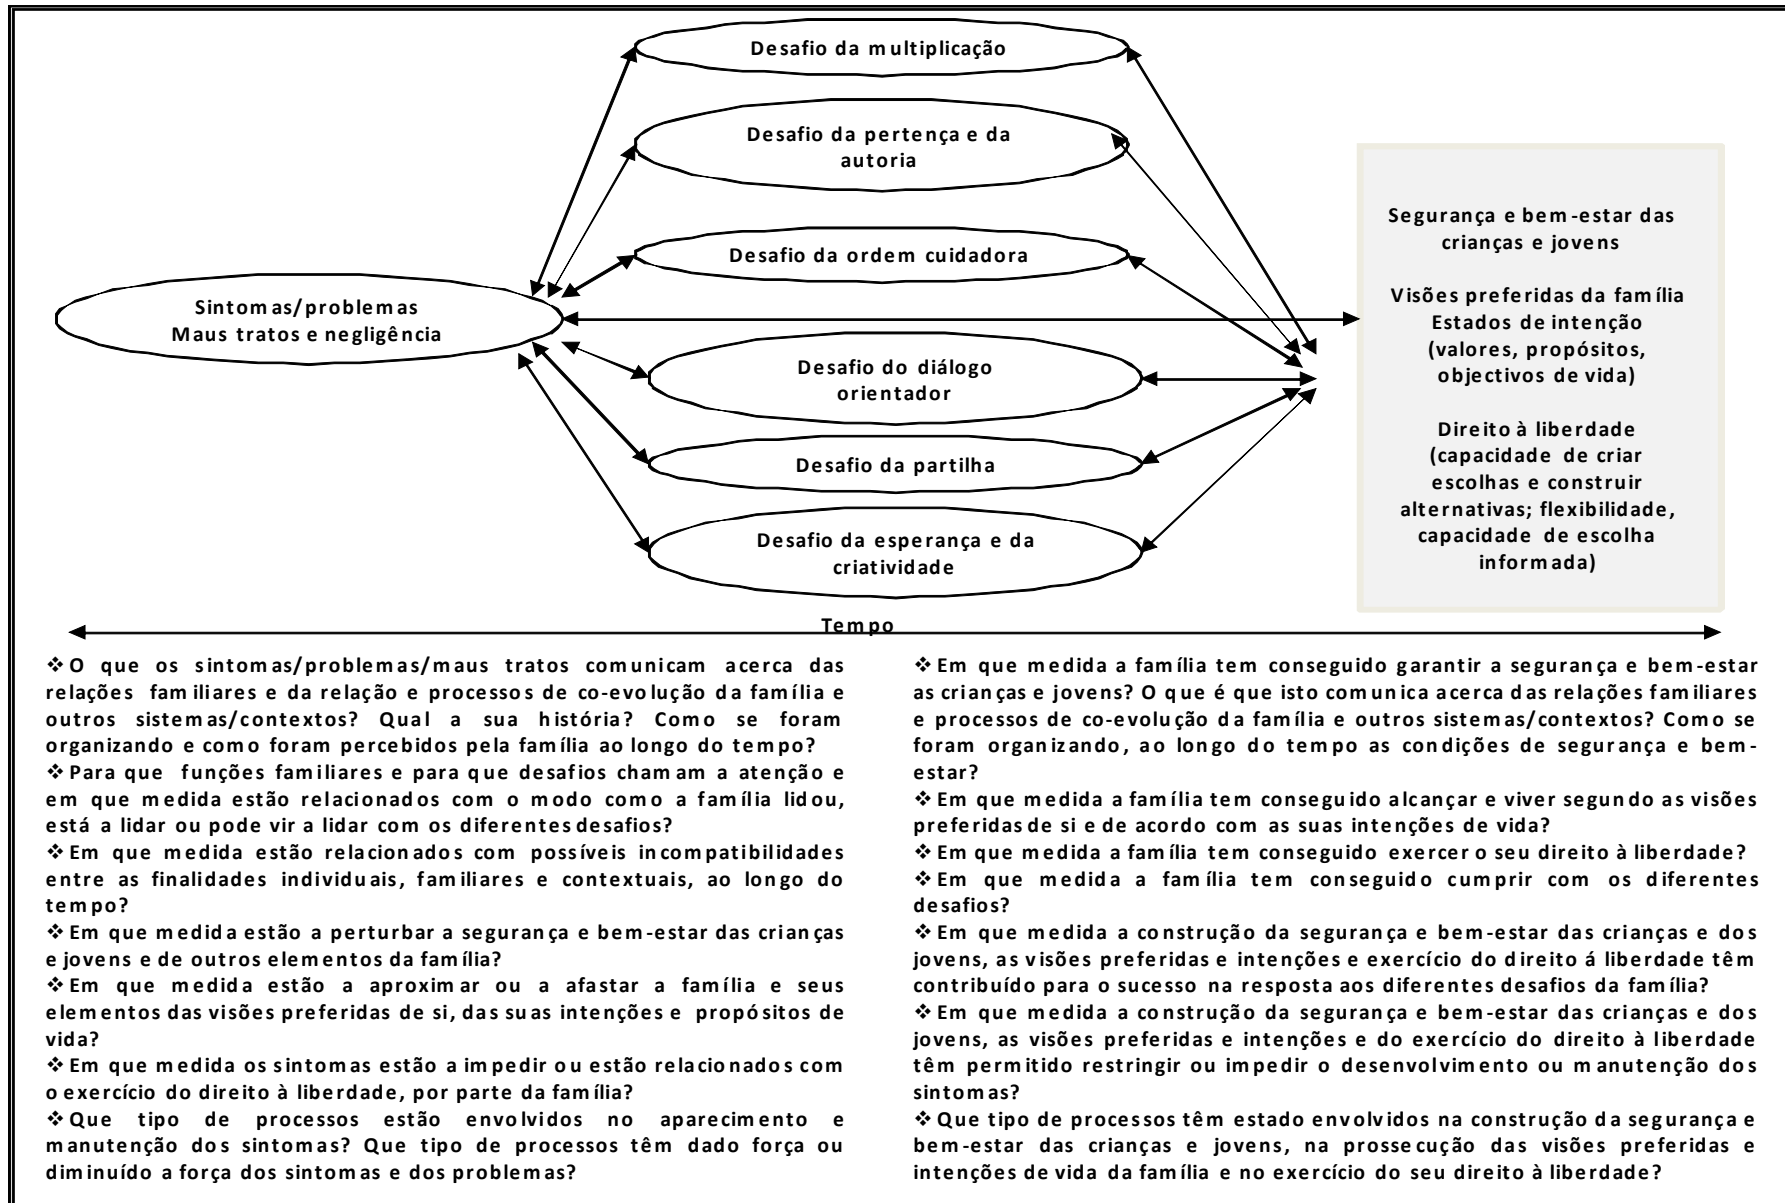 Desafio da multiplicação
Desafio da pertença e da
autoria
Desafio da ordem cuidadora
Sintomas/problemas
Maus tratos e negligência
Desafio do diálogo
orientador
Desafio da partilha
Desafio da esperança e da
criatividade
Segurança e bem-estar das
crianças e jovens
Visões preferidas da família
Estados de intenção
(valores, propósitos,
objectivos de vida)
Direito à liberdade
(capacidade de criar
escolhas e construir
alternativas; flexibilidade,
capacidade de escolha
informada)
Tempo
❖ O que os sintomas/problemas/maus tratos comunicam acerca das
relações familiares e da relação e processos de co-evolução da família e
outros sistemas/contextos? Qual a sua história? Como se foram
organizando e como foram percebidos pela família ao longo do tempo?
❖ Para que funções familiares e para que desafios chamam a atenção e
em que medida estão relacionados com o modo como a família lidou,
está a lidar ou pode vir a lidar com os diferentes desafios?
❖ Em que medida estão relacionados com possíveis incompatibilidades
entre as finalidades individuais, familiares e contextuais, ao longo do
tempo?
❖ Em que medida estão a perturbar a segurança e bem-estar das crianças
e jovens e de outros elementos da família?
❖ Em que medida estão a aproximar ou a afastar a família e seus
elementos das visões preferidas de si, das suas intenções e propósitos de
vida?
❖ Em que medida os sintomas estão a impedir ou estão relacionados com
o exercício do direito à liberdade, por parte da família?
❖ Que tipo de processos estão envolvidos no aparecimento e
manutenção dos sintomas? Que tipo de processos têm dado força ou
diminuído a força dos sintomas e dos problemas?
❖ Em que medida a família tem conseguido garantir a segurança e bem-estar
as crianças e jovens? O que é que isto comunica acerca das relações familiares
e processos de co-evolução da família e outros sistemas/contextos? Como se
foram organizando, ao longo do tempo as condições de segurança e bem-
estar?
❖ Em que medida a família tem conseguido alcançar e viver segundo as visões
preferidas de si e de acordo com as suas intenções de vida?
❖ Em que medida a família tem conseguido exercer o seu direito à liberdade?
❖ Em que medida a família tem conseguido cumprir com os diferentes
desafios?
❖ Em que medida a construção da segurança e bem-estar das crianças e dos
jovens, as visões preferidas e intenções e exercício do direito á liberdade têm
contribuído para o sucesso na resposta aos diferentes desafios da família?
❖ Em que medida a construção da segurança e bem-estar das crianças e dos
jovens, as visões preferidas e intenções e do exercício do direito à liberdade
têm permitido restringir ou impedir o desenvolvimento ou manutenção dos
sintomas?
❖ Que tipo de processos têm estado envolvidos na construção da segurança e
bem-estar das crianças e jovens, na prossecução das visões preferidas e
intenções de vida da família e no exercício do seu direito à liberdade?